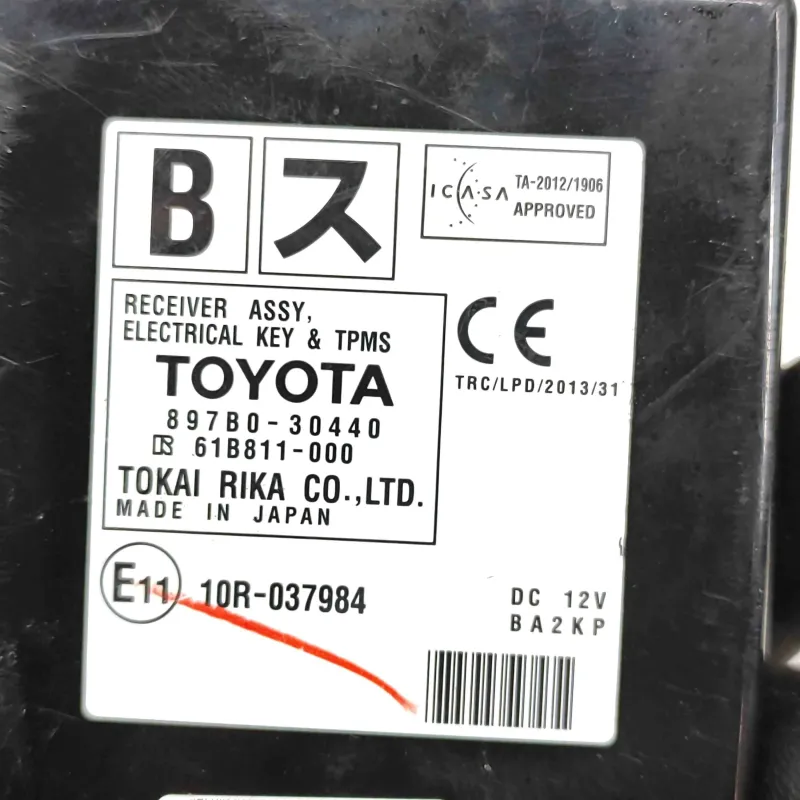 B ス
ICASA TA-2012/1906
APPROVED
RECEIVER ASSY,
ELECTRICAL KEY & TPMS
TOYOTA
897B0-30440
61B811-000
TOKAI RIKA CO.,LTD.
MADE IN JAPAN
CE
TRC/LPD/2013/31
E11 10R-037984
DC 12V
BA2KP